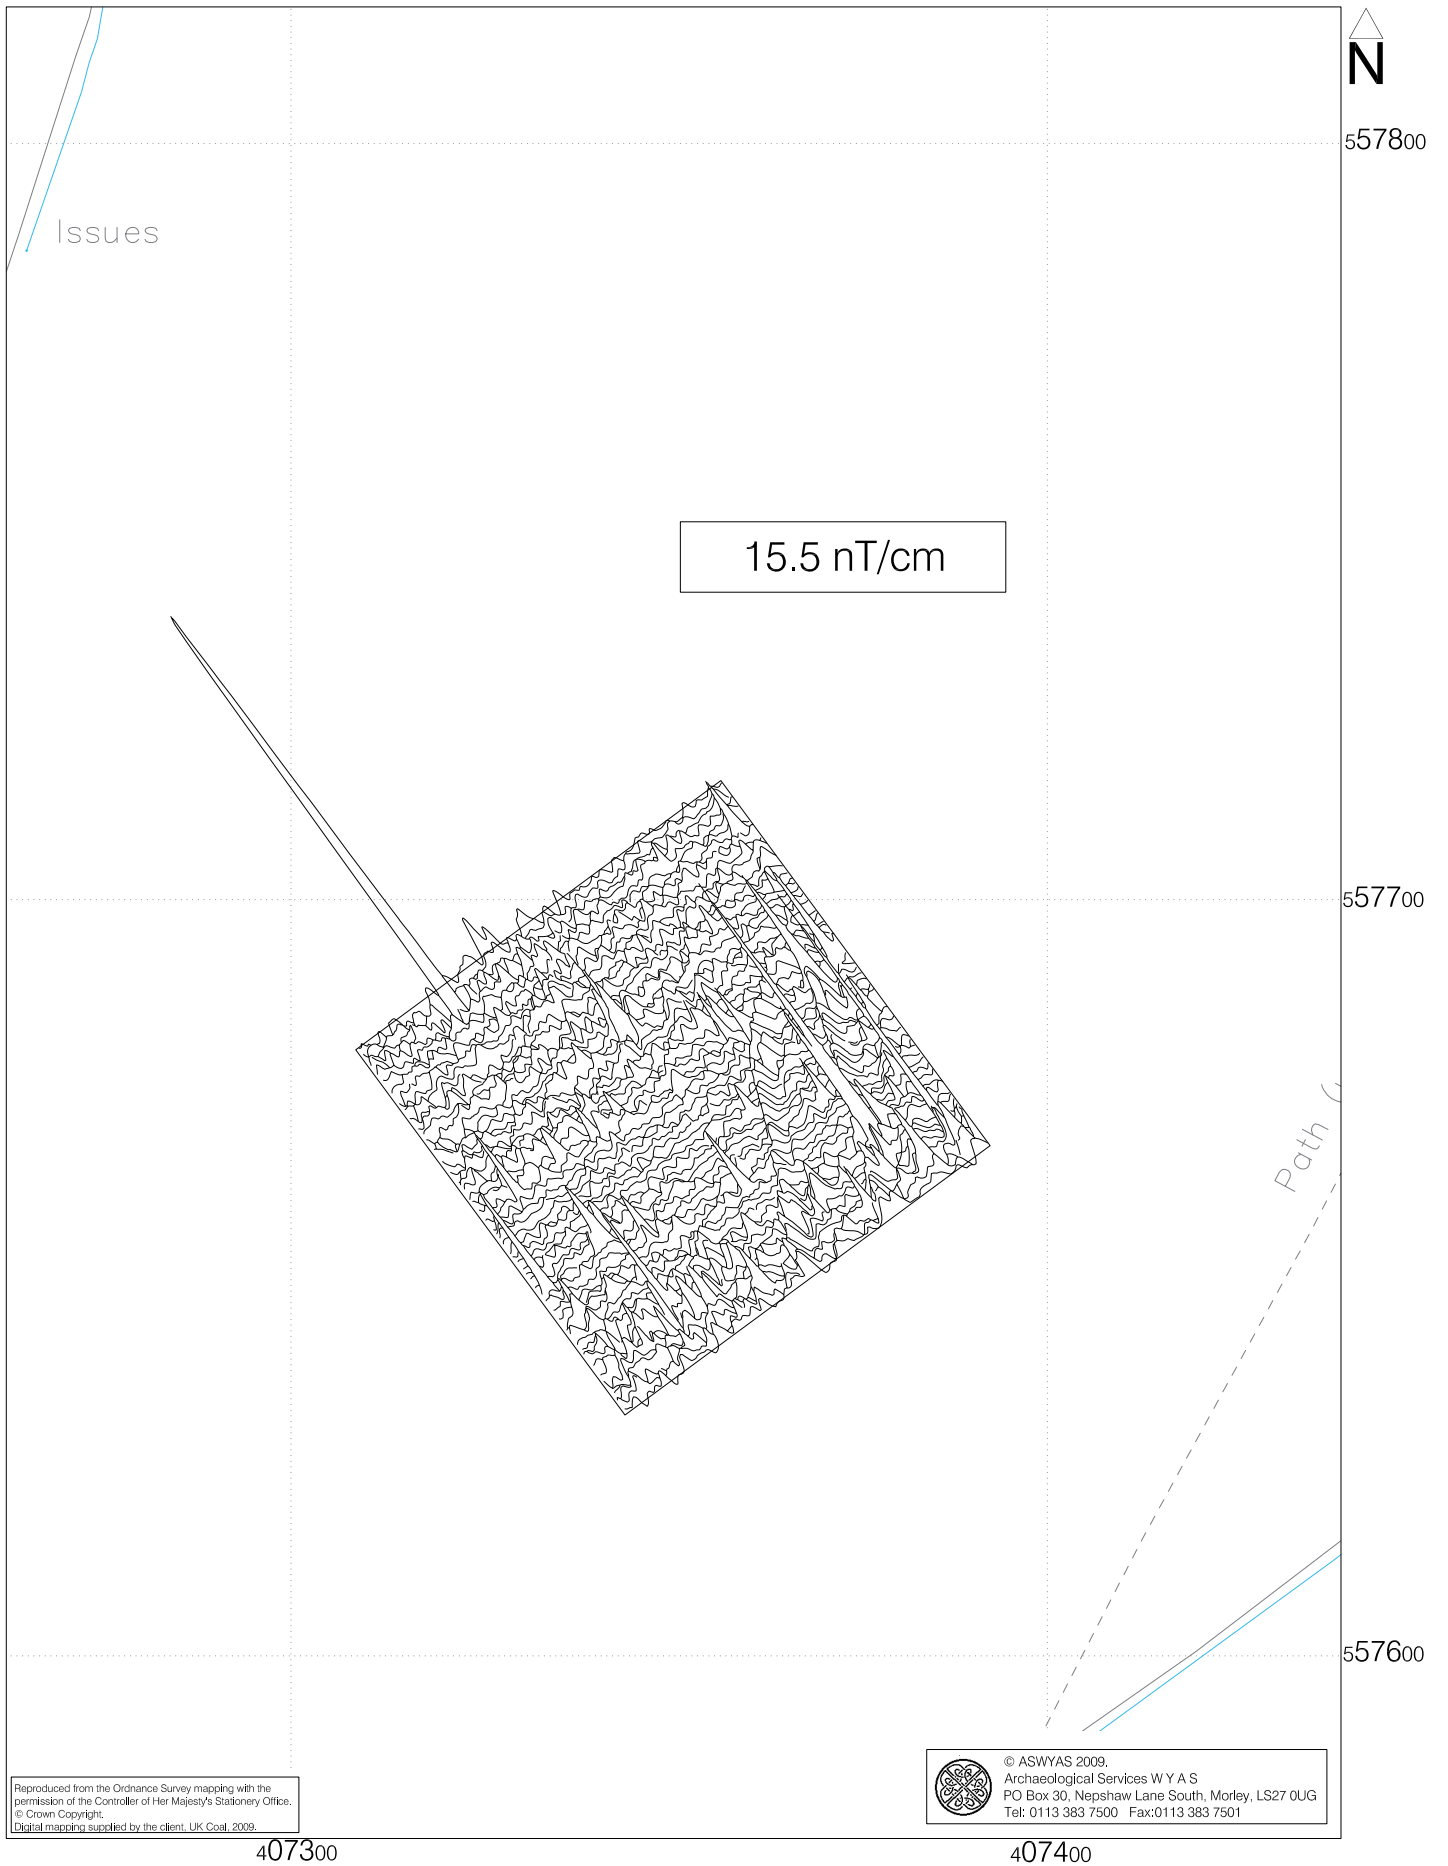 N
557800
Issues
15.5 nT/cm
557700
Path
557600
© ASWYAS 2009.
Archaeological Services W Y A S
PO Box 30, Nepshaw Lane South, Morley, LS27 0UG
Tel: 0113 383 7500 Fax:0113 383 7501
Reproduced from the Ordnance Survey mapping with the
permission of the Controller of Her Majesty's Stationery Office.
© Crown Copyright.
Digital mapping supplied by the client, UK Coal, 2009.
407300
407400